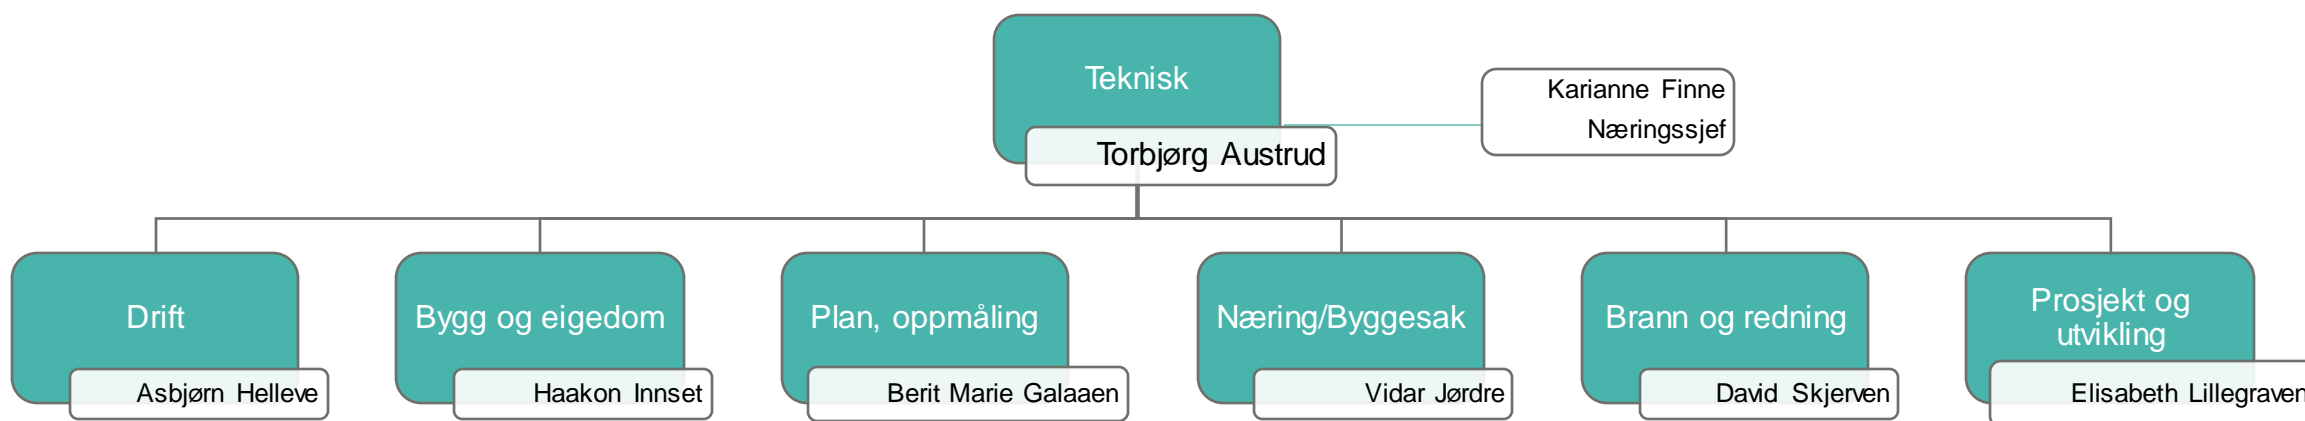 Teknisk
Torbjørg Austrud
Karianne Finne
Næringssjef
Drift
Asbjørn Helleve
Bygg og eigedom
Haakon Innset
Plan, oppmåling
Berit Marie Galaaen
Næring/Byggesak
Vidar Jørdre
Brann og redning
David Skjerven
Prosjekt og
utvikling
Elisabeth Lillegraven